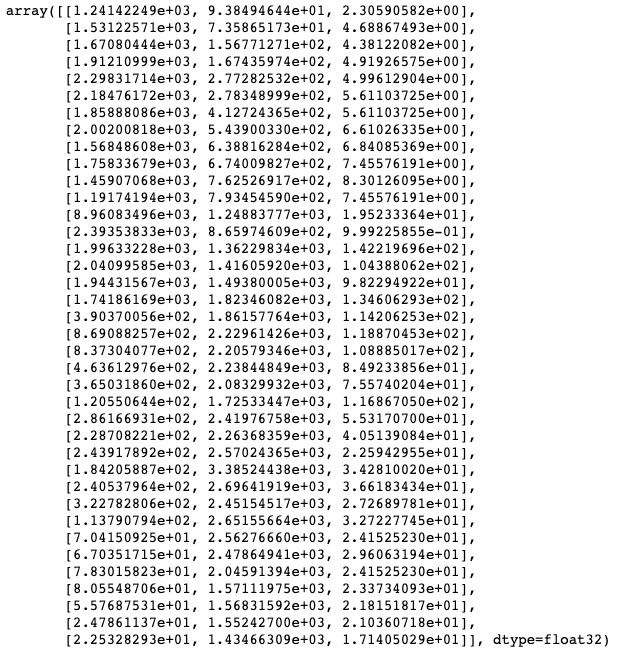 array([[1.24142249e+03, 9.38494644e+01, 2.30590582e+00],
[1.53122571e+03, 7.35865173e+01, 4.68867493e+00],
[1.67080444e+03, 1.56771271e+02, 4.38122082e+00],
[1.91210999e+03, 1.67435974e+02, 4.91926575e+00],
[2.29831714e+03, 2.77282532e+02, 4.99612904e+00],
[2.18476172e+03, 2.78348999e+02, 5.61103725e+00],
[1.85888086e+03, 4.12724365e+02, 5.61103725e+00],
[2.00200818e+03, 5.43900330e+02, 6.61026335e+00],
[1.56848608e+03, 6.38816284e+02, 6.84085369e+00],
[1.75833679e+03, 6.74009827e+02, 7.45576191e+00],
[1.45907068e+03, 7.62526917e+02, 8.30126095e+00],
[1.19174194e+03, 7.93454590e+02, 7.45576191e+00],
[8.96083496e+02, 1.24883777e+03, 1.95233364e+01],
[2.39353833e+03, 8.65974609e+02, 9.99225855e-01],
[1.99633228e+03, 1.36229834e+03, 1.42219696e+02],
[2.04099585e+03, 1.41605920e+03, 1.04388062e+02],
[1.94431567e+03, 1.49380005e+03, 9.82294922e+01],
[1.74186169e+03, 1.82346082e+03, 1.34606293e+02],
[3.90370056e+02, 1.86157764e+03, 1.14206253e+02],
[8.69088257e+02, 2.22961426e+03, 1.18870453e+02],
[8.37304077e+02, 2.20579346e+03, 1.08885017e+02],
[4.63612976e+02, 2.23844849e+03, 8.49233856e+01],
[3.65031860e+02, 2.08329932e+03, 7.55740204e+01],
[1.20550644e+02, 1.72533447e+03, 1.16867050e+02],
[2.86166931e+02, 2.41976758e+03, 5.53170700e+01],
[2.28708221e+02, 2.26368359e+03, 4.05139084e+01],
[2.43917892e+02, 2.57024365e+03, 2.25942955e+01],
[1.84205887e+02, 3.38524438e+03, 3.42810020e+01],
[2.40537964e+02, 2.69641919e+03, 3.66183434e+01],
[3.22782806e+02, 2.45154517e+03, 2.72689781e+01],
[1.13790794e+02, 2.65155664e+03, 3.27227745e+01],
[7.04150925e+01, 2.56276660e+03, 2.41525230e+01],
[6.70351715e+01, 2.47864941e+03, 2.96063194e+01],
[7.83015823e+01, 2.04591394e+03, 2.41525230e+01],
[8.05548706e+01, 1.57111975e+03, 2.33734093e+01],
[5.57687531e+01, 1.56831592e+03, 2.18151817e+01],
[2.47861137e+01, 1.55242700e+03, 2.10360718e+01],
[2.25328293e+01, 1.43466309e+03, 1.71405029e+01]], dtype=float32)